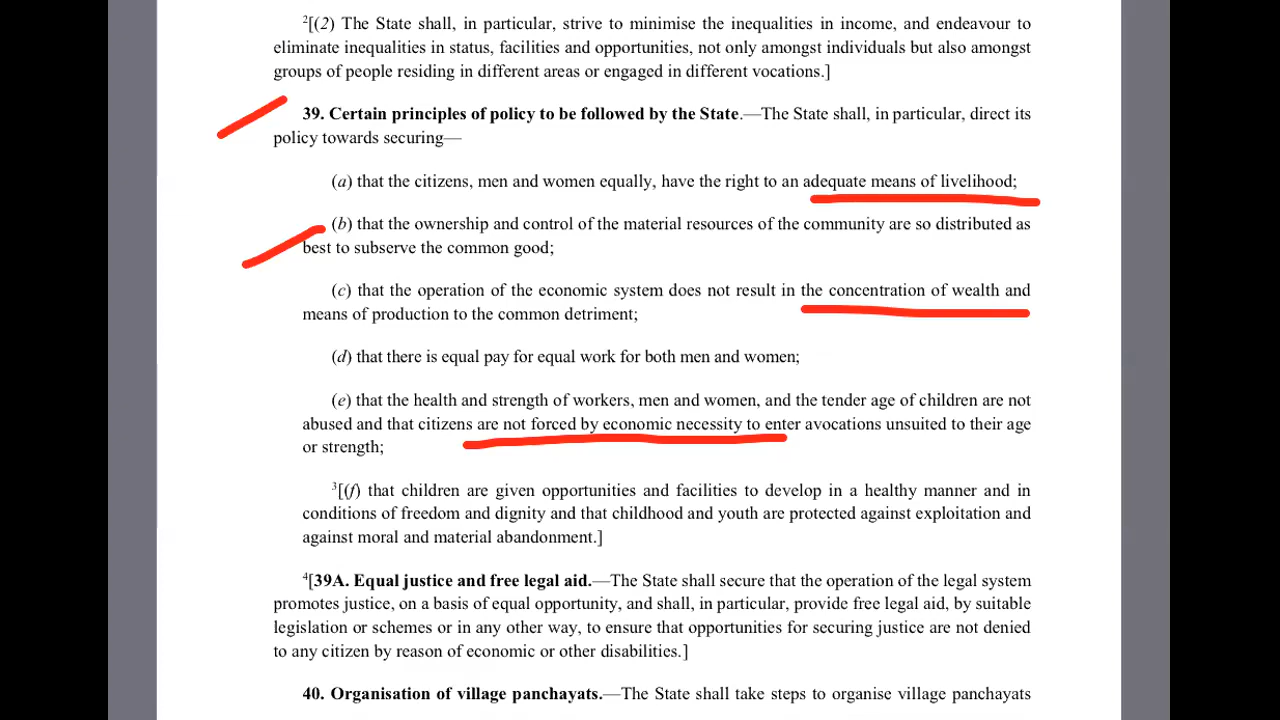 2[(2) The State shall, in particular, strive to minimise the inequalities in income, and endeavour to
eliminate inequalities in status, facilities and opportunities, not only amongst individuals but also amongst
groups of people residing in different areas or engaged in different vocations.]
39. Certain principles of policy to be followed by the State.—The State shall, in particular, direct its
policy towards securing—
(a) that the citizens, men and women equally, have the right to an adequate means of livelihood;
(b) that the ownership and control of the material resources of the community are so distributed as
best to subserve the common good;
(c) that the operation of the economic system does not result in the concentration of wealth and
means of production to the common detriment;
(d) that there is equal pay for equal work for both men and women;
(e) that the health and strength of workers, men and women, and the tender age of children are not
abused and that citizens are not forced by economic necessity to enter avocations unsuited to their age
or strength;
3[(f) that children are given opportunities and facilities to develop in a healthy manner and in
conditions of freedom and dignity and that childhood and youth are protected against exploitation and
against moral and material abandonment.]
4[39A. Equal justice and free legal aid.—The State shall secure that the operation of the legal system
promotes justice, on a basis of equal opportunity, and shall, in particular, provide free legal aid, by suitable
legislation or schemes or in any other way, to ensure that opportunities for securing justice are not denied
to any citizen by reason of economic or other disabilities.]
40. Organisation of village panchayats.—The State shall take steps to organise village panchayats